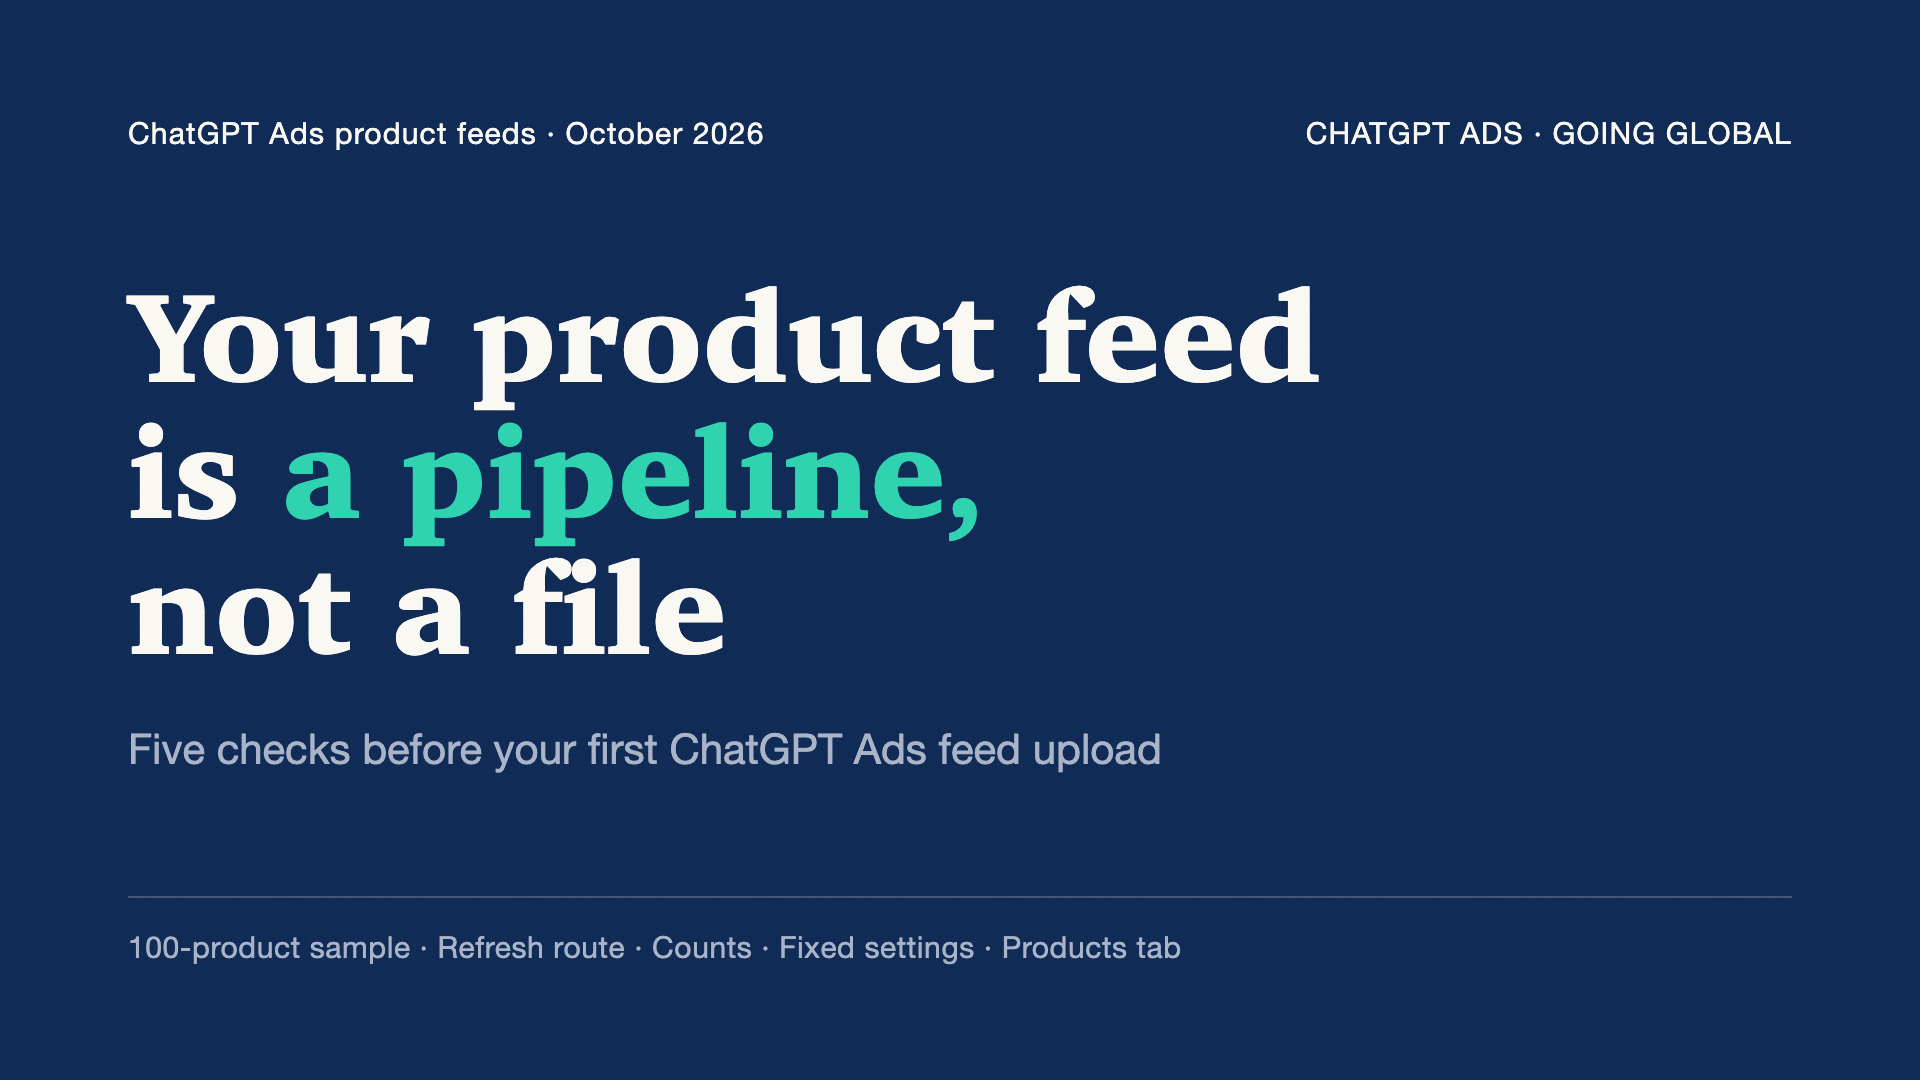 ChatGPT Ads product feeds · October 2026
CHATGPT ADS · GOING GLOBAL
Your product feed
is a pipeline,
not a file
Five checks before your first ChatGPT Ads feed upload
100-product sample · Refresh route · Counts · Fixed settings · Products tab